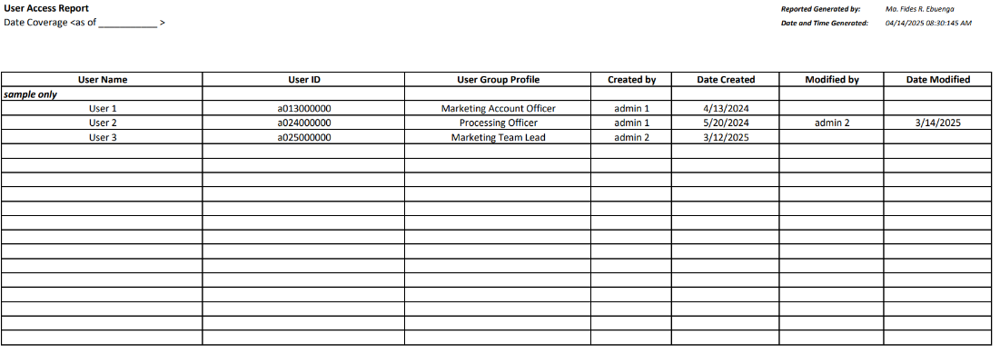 User Access Report
Reported Generated by: Ma. Fides R. Ebuenga
Date Coverage <as of ___________ >
Date and Time Generated: 04/14/2025 08:30:145 AM
User Name User ID User Group Profile Created by Date Created Modified by Date Modified
sample only
User 1 a013000000 Marketing Account Officer admin 1 4/13/2024
User 2 a024000000 Processing Officer admin 1 5/20/2024 admin 2 3/14/2025
User 3 a025000000 Marketing Team Lead admin 2 3/12/2025